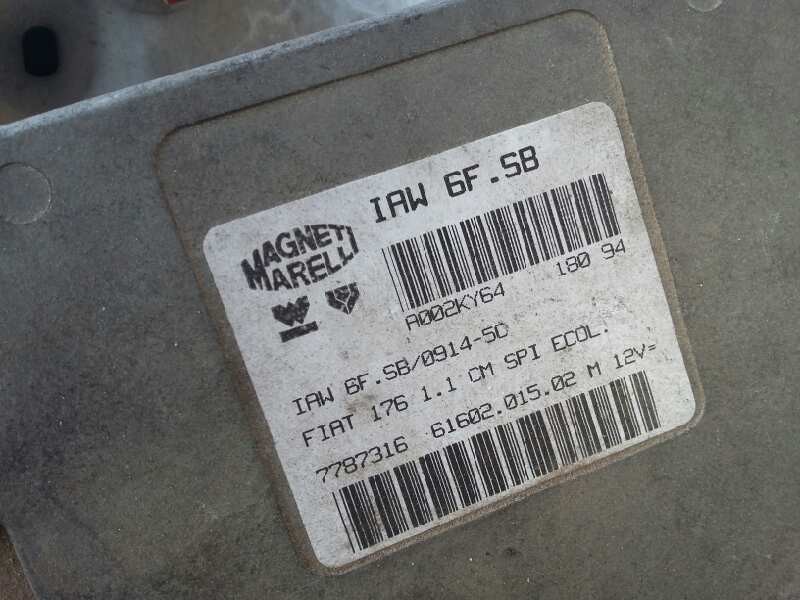 IAW 6F.SB
MAGNETI
MARELLI
A002KY64 180 94
IAW 6F.SB/0914-5D
FIAT 176 1.1 CM SPI ECOL.
7787316 61602.015.02 M 12V=